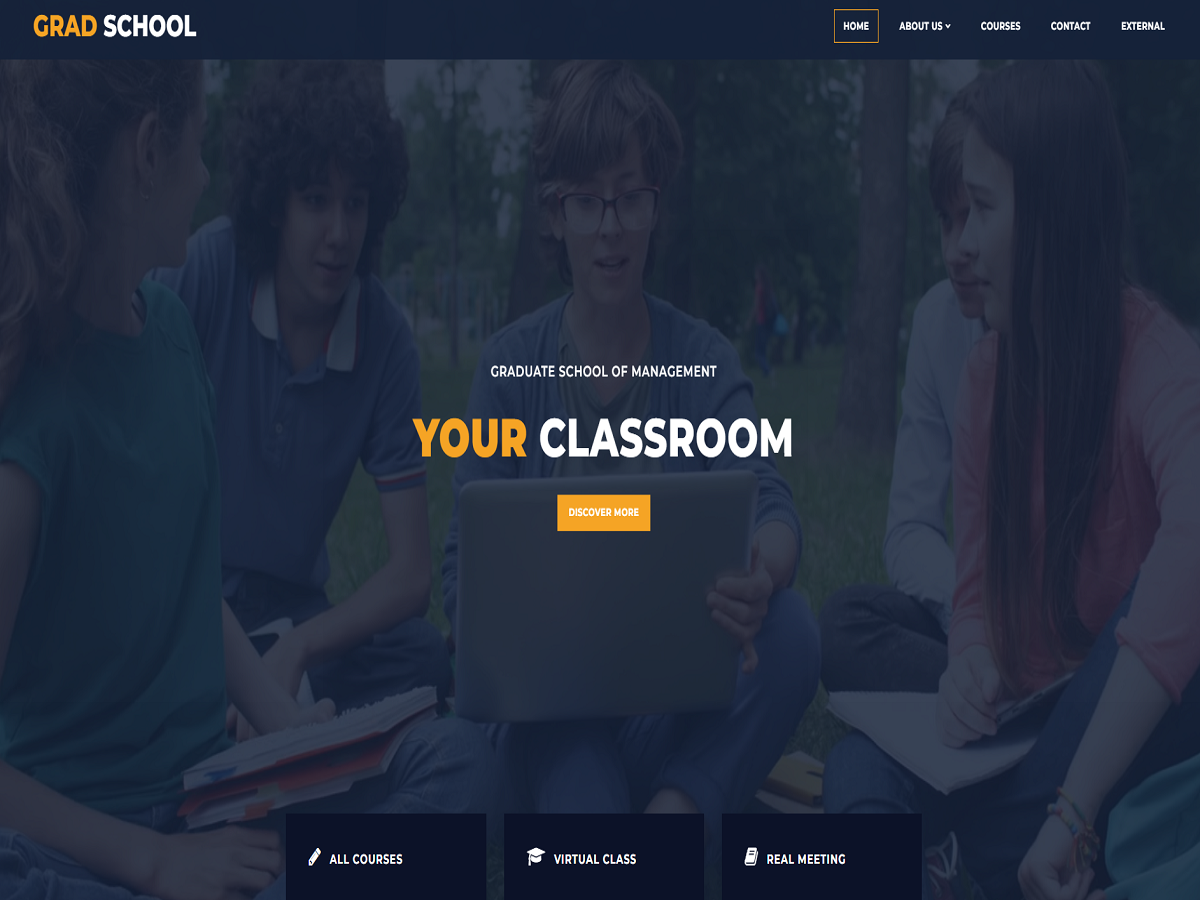 GRAD SCHOOL
HOME
ABOUT US
COURSES
CONTACT
EXTERNAL
GRADUATE SCHOOL OF MANAGEMENT
YOUR CLASSROOM
DISCOVER MORE
ALL COURSES
VIRTUAL CLASS
REAL MEETING